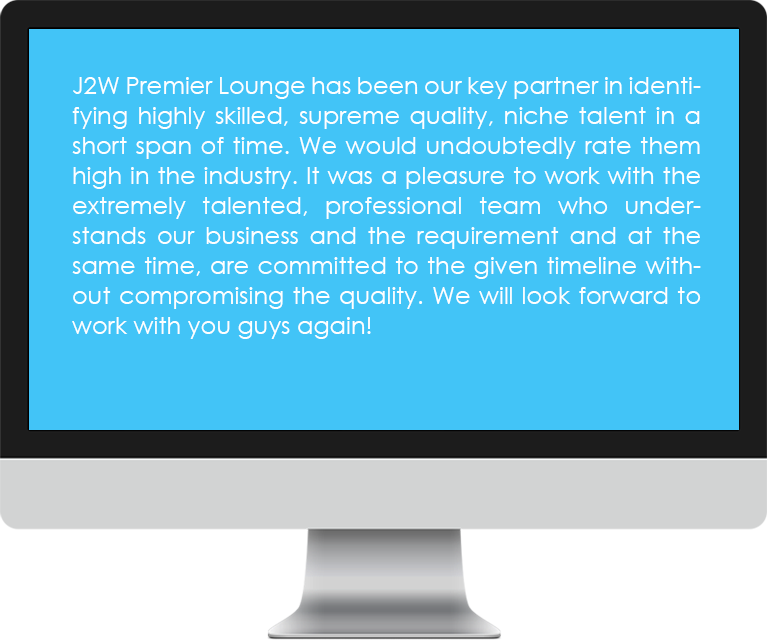 J2W Premier Lounge has been our key partner in identi-
fying highly skilled, supreme quality, niche talent in a
short span of time. We would undoubtedly rate them
high in the industry. It was a pleasure to work with the
extremely talented, professional team who under-
stands our business and the requirement and at the
same time, are committed to the given timeline with-
out compromising the quality. We will look forward to
work with you guys again!